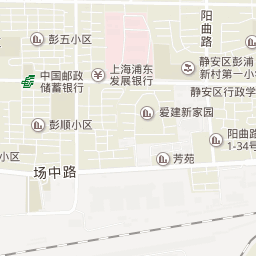 彭五小区
阳曲路
中国邮政
储蓄银行
上海浦东
发展银行
静安区彭浦
新村第一小
静安区行政学
爱建新家园
彭顺小区
阳曲路
1-34号
小区
芳苑
场中路